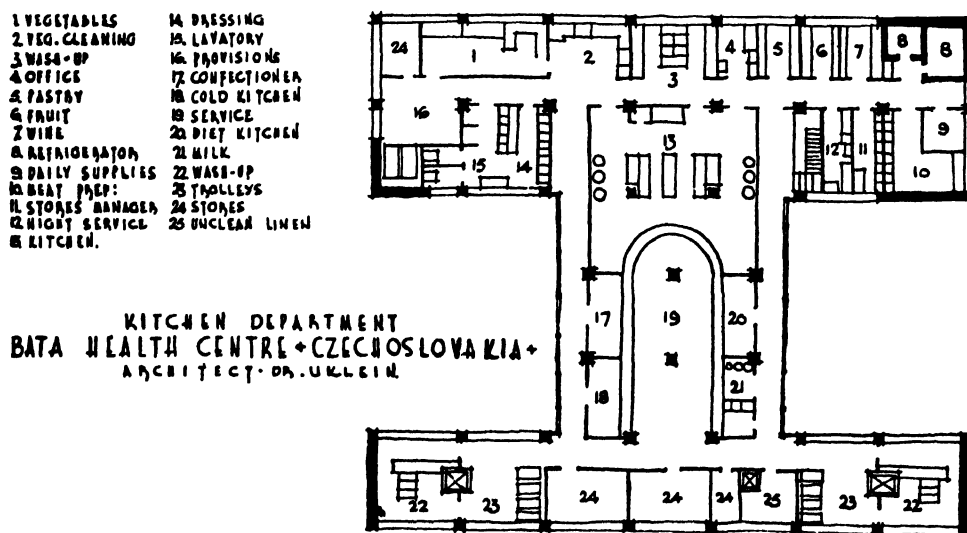 1 VEGETABLES
2 VEG. CLEANING
3 WASH-UP
4 OFFICE
5 PASTRY
6 FRUIT
7 WINE
8 REFRIGERATOR
9 DAILY SUPPLIES
10 MEAT PREP:
11 STORES MANAGER
12 NIGHT SERVICE
13 KITCHEN.
14 DRESSING
15 LAVATORY
16 PROVISIONS
17 CONFECTIONER
18 COLD KITCHEN
19 SERVICE
20 DIET KITCHEN
21 MILK
22 WASH-UP
23 TROLLEYS
24 STORES
25 UNCLEAN LINEN
KITCHEN DEPARTMENT
BATA HEALTH CENTRE + CZECHOSLOVAKIA +
ARCHITECT · DR. UKLEIN
24 1 2 3 4 5 6 7 8 8
16 13 12 11 9
15 14 10
17 19 20
18 21
22 23 24 24 24 25 23 22